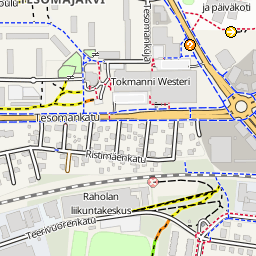 TESOMAJÄRVI
Tesomankuja
ja päiväkoti
Tokmanni Westeri
Tesomankatu
Ristimäenkatu
Raholan
liikuntakeskus
Teerivuorenkatu